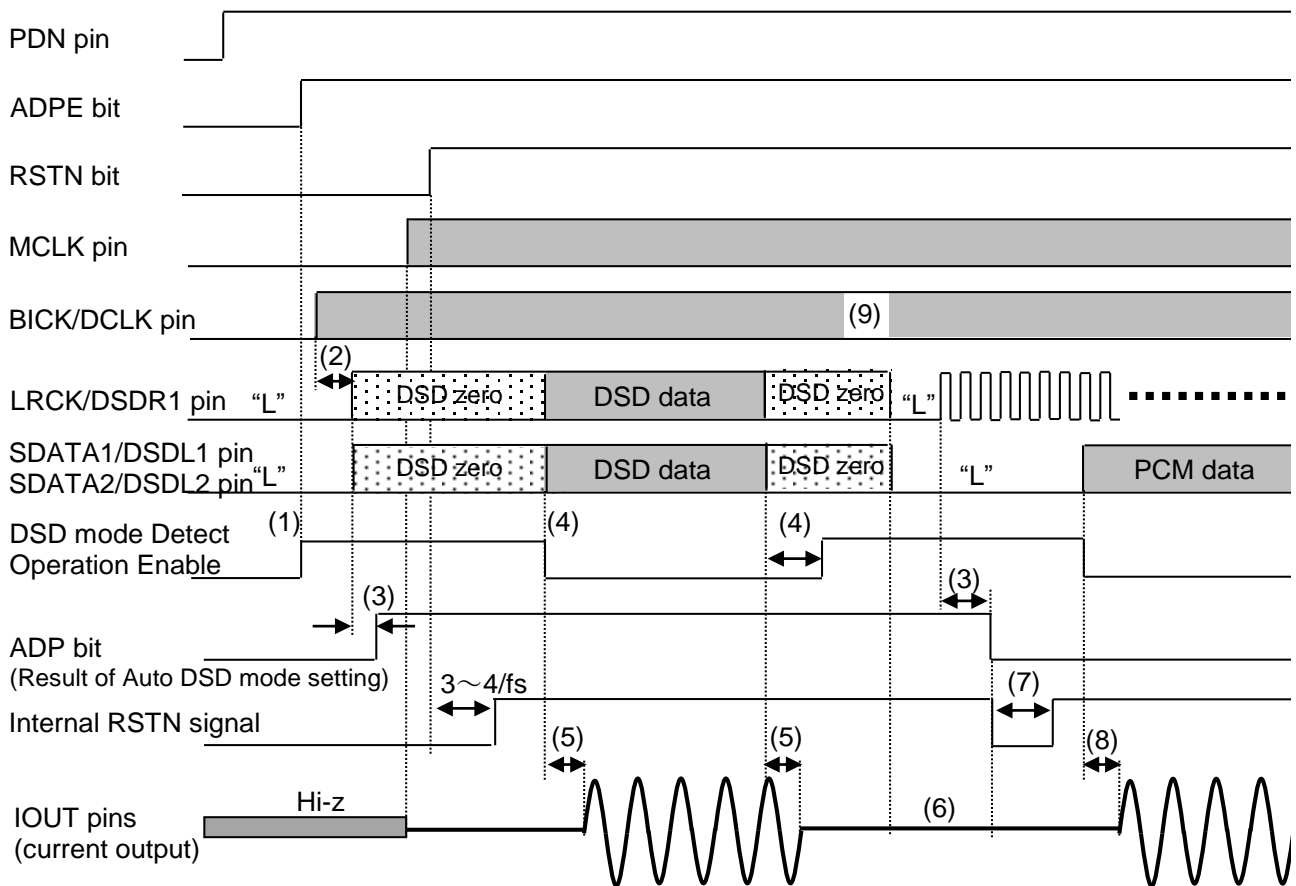 PDN pin
ADPE bit
RSTN bit
MCLK pin
BICK/DCLK pin
(9)
(2)
LRCK/DSDR1 pin “L” DSD zero DSD data DSD zero “L”
SDATA1/DSDL1 pin
SDATA2/DSDL2 pin “L” DSD zero DSD data DSD zero “L” PCM data
DSD mode Detect
Operation Enable
(1) (4) (4)
(3) (3)
ADP bit
(Result of Auto DSD mode setting)
3～4/fs (7)
Internal RSTN signal
(5) (5) (8)
Hi-z
IOUT pins
(current output)
(6)